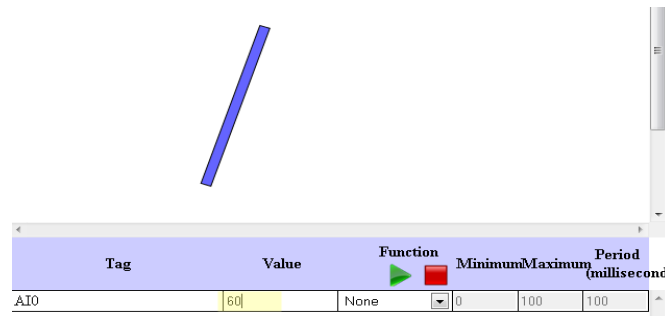 Tag Value Function Minimum Maximum Period
(millisecond
AI0 60 None 0 100 100